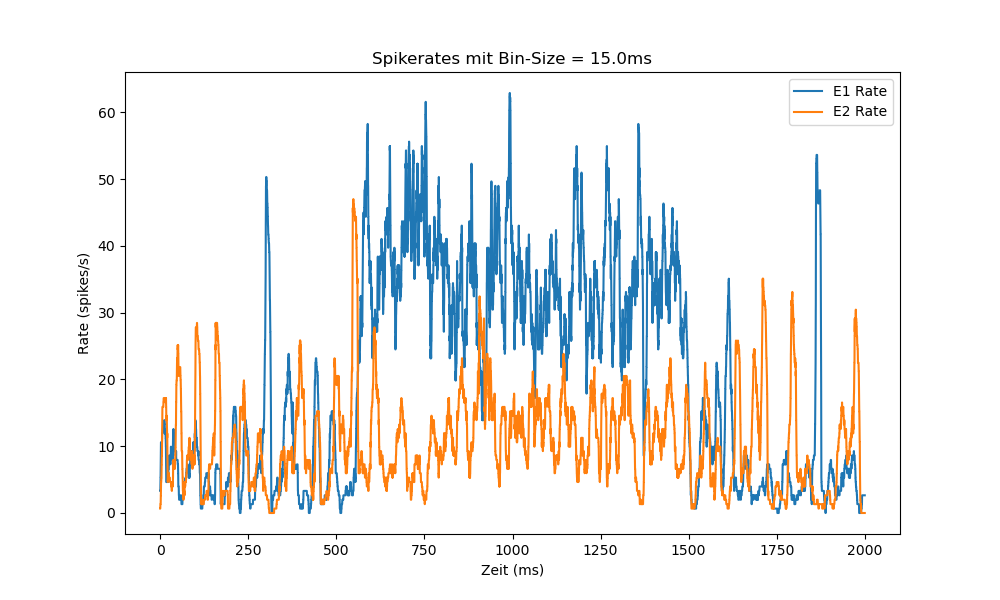 Spikerates mit Bin-Size = 15.0ms
E1 Rate
E2 Rate
Rate (spikes/s)
60
50
40
30
20
10
0
0 250 500 750 1000 1250 1500 1750 2000
Zeit (ms)